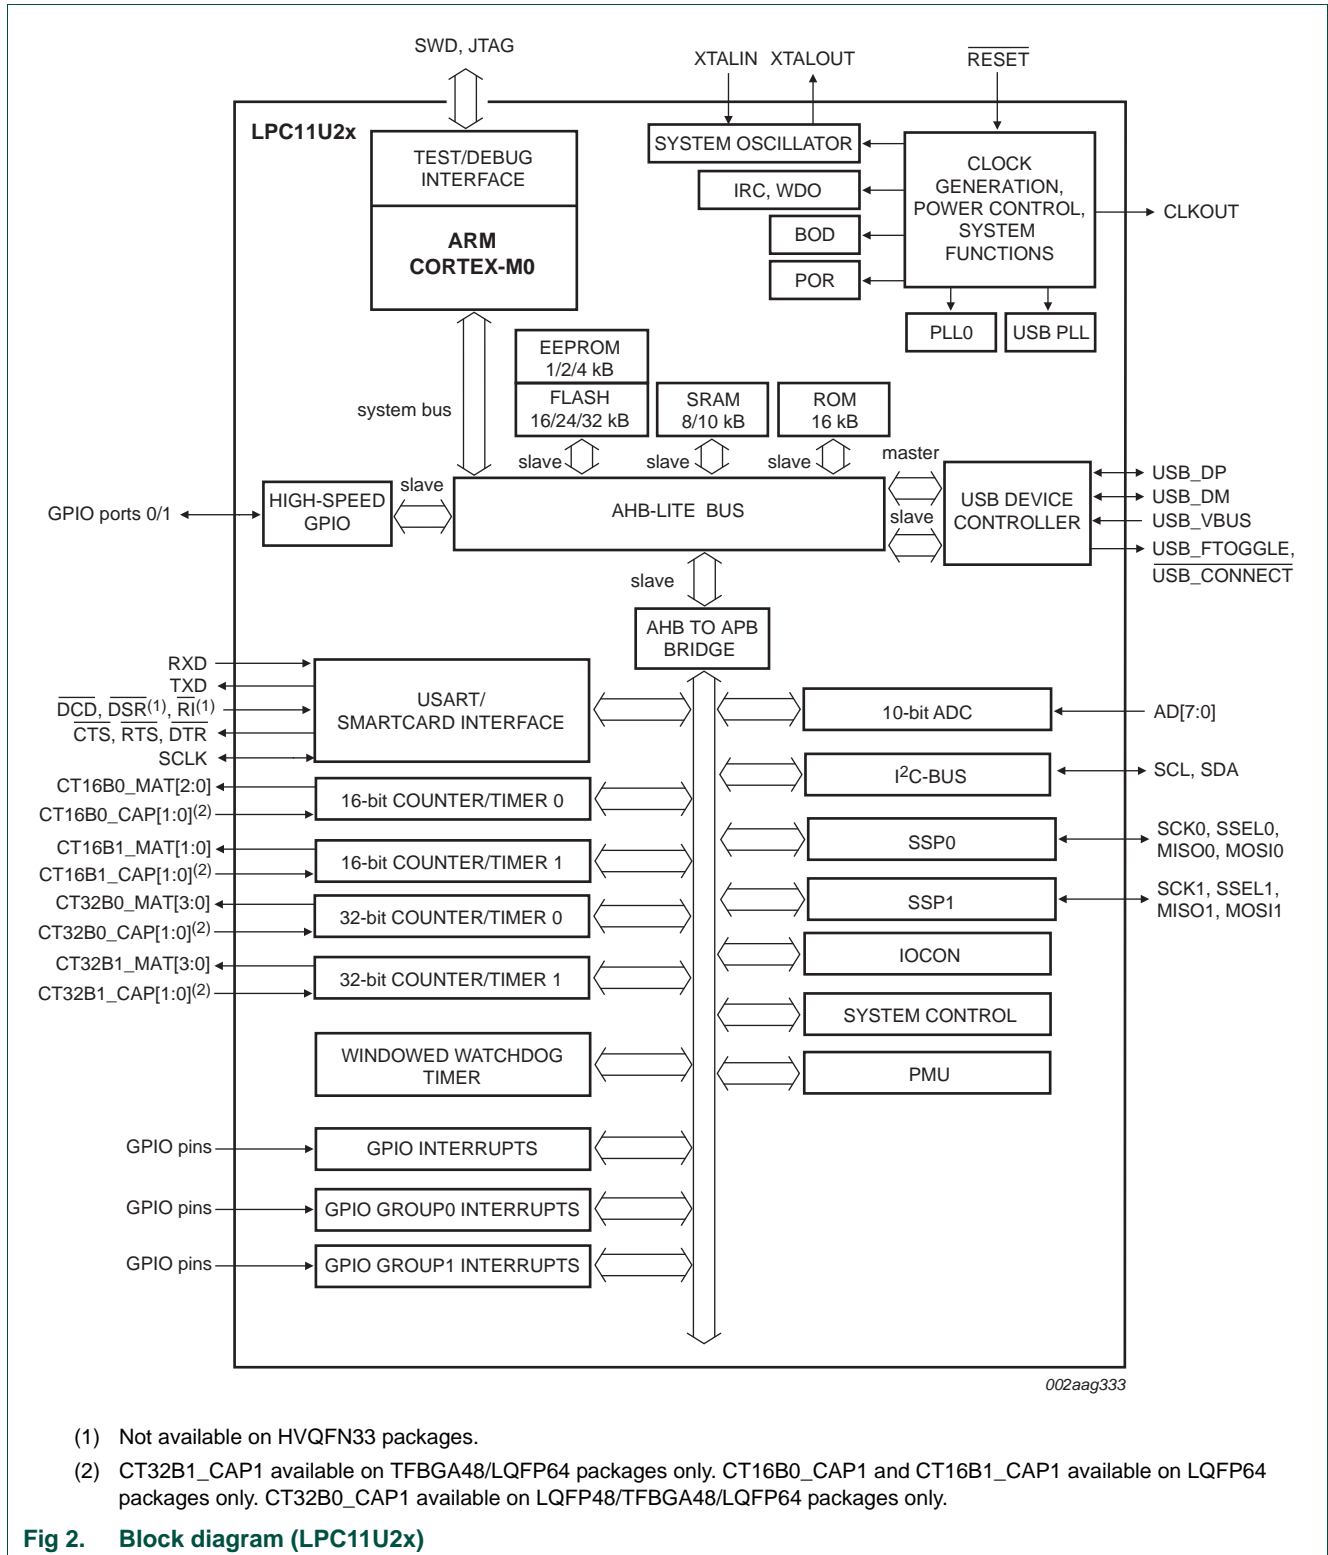 SWD, JTAG
XTALIN XTALOUT
RESET
LPC11U2x
TEST/DEBUG
INTERFACE
ARM
CORTEX-M0
SYSTEM OSCILLATOR
IRC, WDO
BOD
POR
CLOCK
GENERATION,
POWER CONTROL,
SYSTEM
FUNCTIONS
CLKOUT
PLL0
USB PLL
EEPROM
1/2/4 kB
FLASH
16/24/32 kB
SRAM
8/10 kB
ROM
16 kB
system bus
slave
slave
slave
master
slave
slave
GPIO ports 0/1
HIGH-SPEED
GPIO
AHB-LITE BUS
USB DEVICE
CONTROLLER
USB_DP
USB_DM
USB_VBUS
USB_FTOGGLE,
USB_CONNECT
slave
AHB TO APB
BRIDGE
RXD
TXD
DCD, DSR(1), RI(1)
CTS, RTS, DTR
SCLK
USART/
SMARTCARD INTERFACE
10-bit ADC
AD[7:0]
CT16B0_MAT[2:0]
CT16B0_CAP[1:0](2)
16-bit COUNTER/TIMER 0
I2C-BUS
SCL, SDA
CT16B1_MAT[1:0]
CT16B1_CAP[1:0](2)
16-bit COUNTER/TIMER 1
SSP0
SCK0, SSEL0,
MISO0, MOSI0
CT32B0_MAT[3:0]
CT32B0_CAP[1:0](2)
32-bit COUNTER/TIMER 0
SSP1
SCK1, SSEL1,
MISO1, MOSI1
CT32B1_MAT[3:0]
CT32B1_CAP[1:0](2)
32-bit COUNTER/TIMER 1
IOCON
SYSTEM CONTROL
WINDOWED WATCHDOG
TIMER
PMU
GPIO pins
GPIO INTERRUPTS
GPIO pins
GPIO GROUP0 INTERRUPTS
GPIO pins
GPIO GROUP1 INTERRUPTS
002aag333
(1) Not available on HVQFN33 packages.
(2) CT32B1_CAP1 available on TFBGA48/LQFP64 packages only. CT16B0_CAP1 and CT16B1_CAP1 available on LQFP64
packages only. CT32B0_CAP1 available on LQFP48/TFBGA48/LQFP64 packages only.
Fig 2. Block diagram (LPC11U2x)